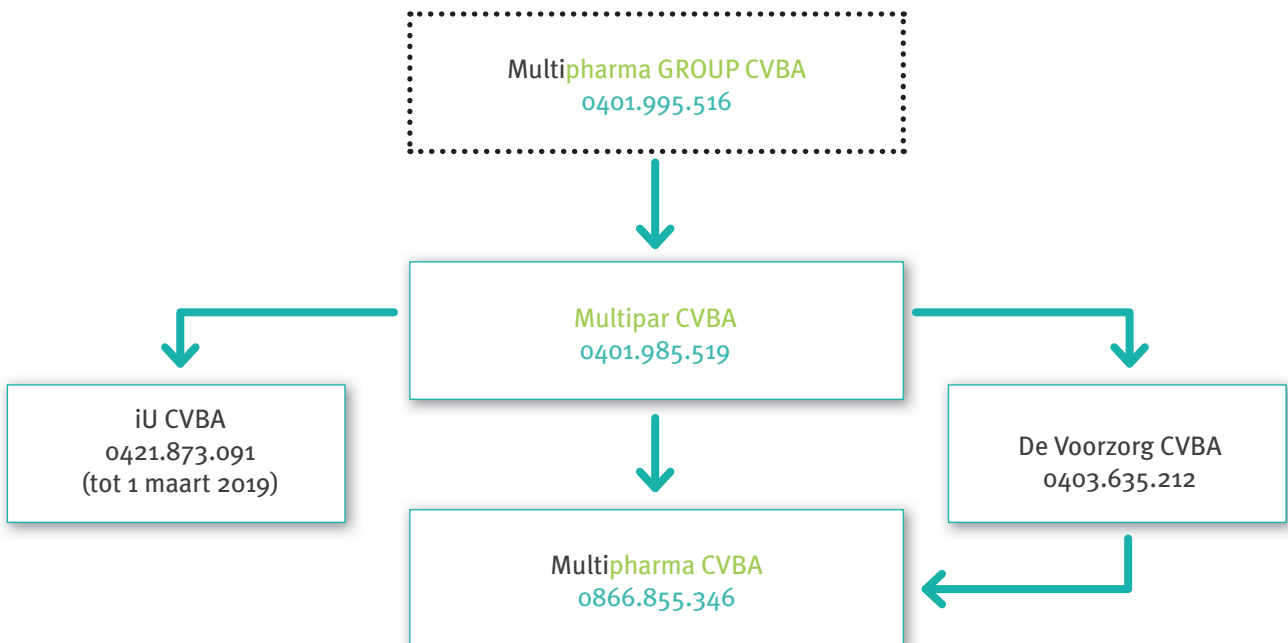 Multipharma GROUP CVBA
0401.995.516
Multipar CVBA
0401.985.519
iU CVBA
0421.873.091
(tot 1 maart 2019)
De Voorzorg CVBA
0403.635.212
Multipharma CVBA
0866.855.346